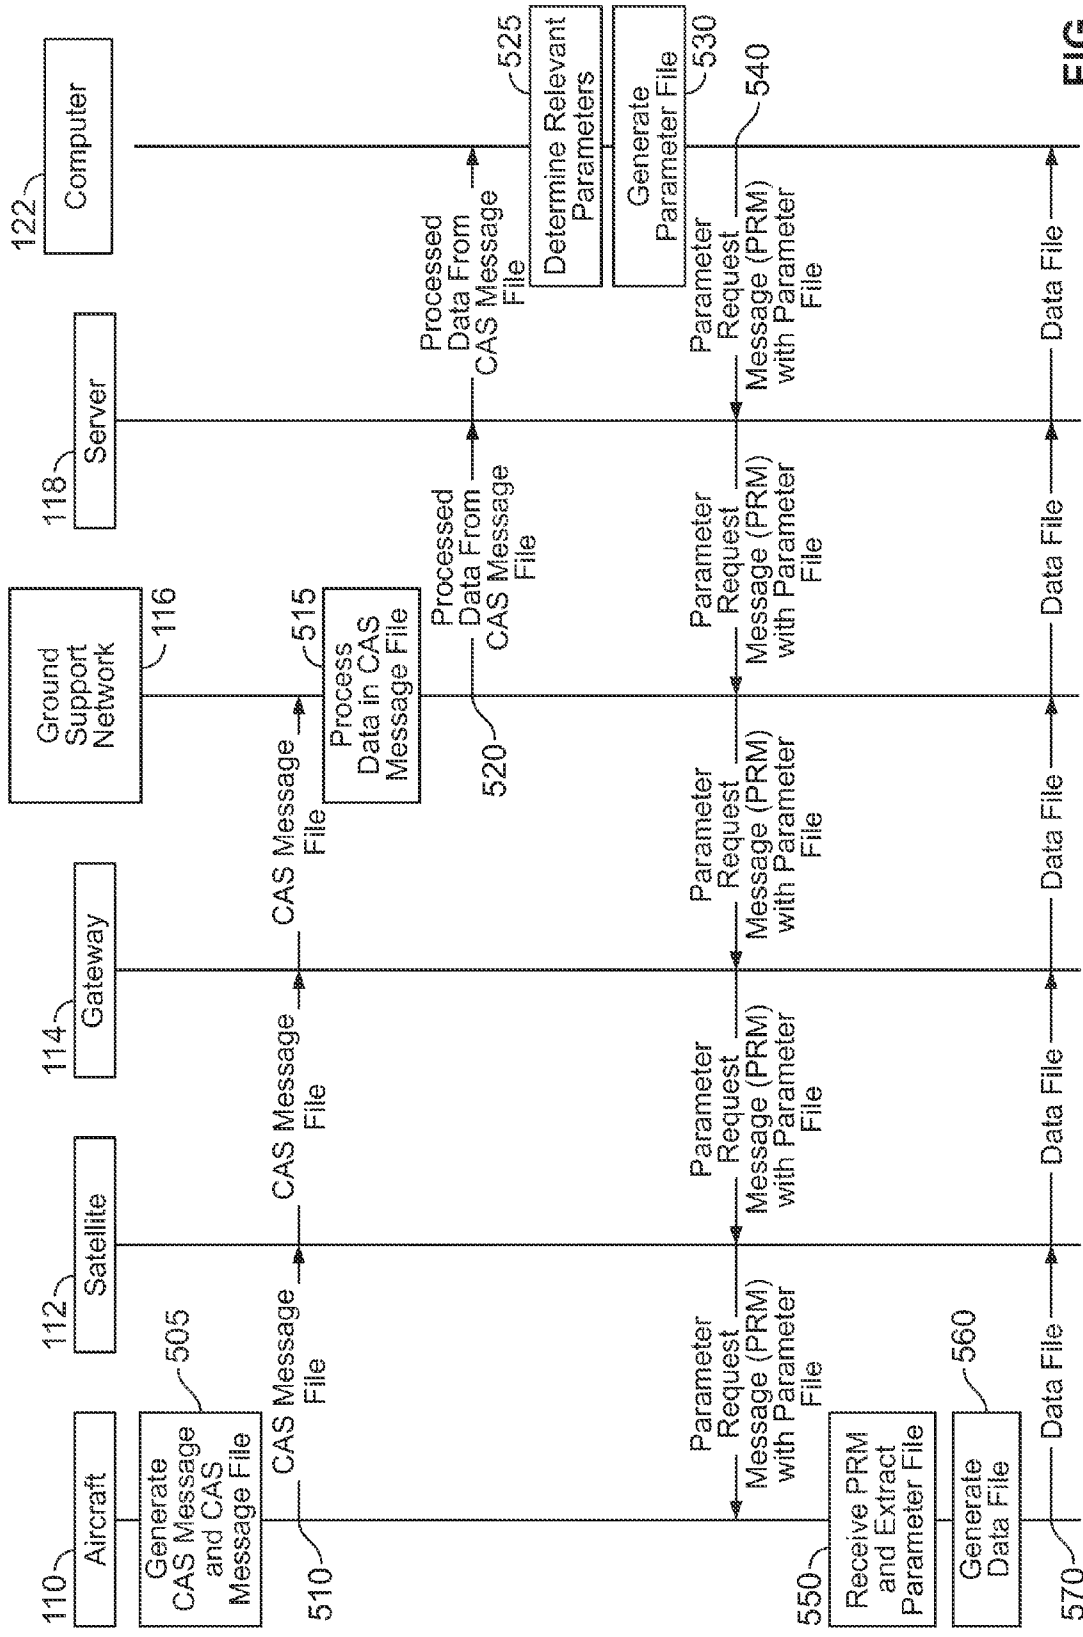 110
Aircraft
112
Satellite
114
Gateway
Ground
Support
Network
116
118
Server
122
Computer
Generate
CAS Message
and CAS
Message File
505
CAS Message
File
CAS Message
File
CAS Message
File
510
Process
Data in CAS
Message File
515
Processed
Data From
CAS Message
File
Processed
Data From
CAS Message
File
520
Determine Relevant
Parameters
525
Generate
Parameter File
530
Parameter
Request
Message (PRM)
with Parameter
File
Parameter
Request
Message (PRM)
with Parameter
File
Parameter
Request
Message (PRM)
with Parameter
File
Parameter
Request
Message (PRM)
with Parameter
File
Parameter
Request
Message (PRM)
with Parameter
File
540
550
Receive PRM
and Extract
Parameter File
Generate
Data File
560
Data File
Data File
Data File
Data File
Data File
570